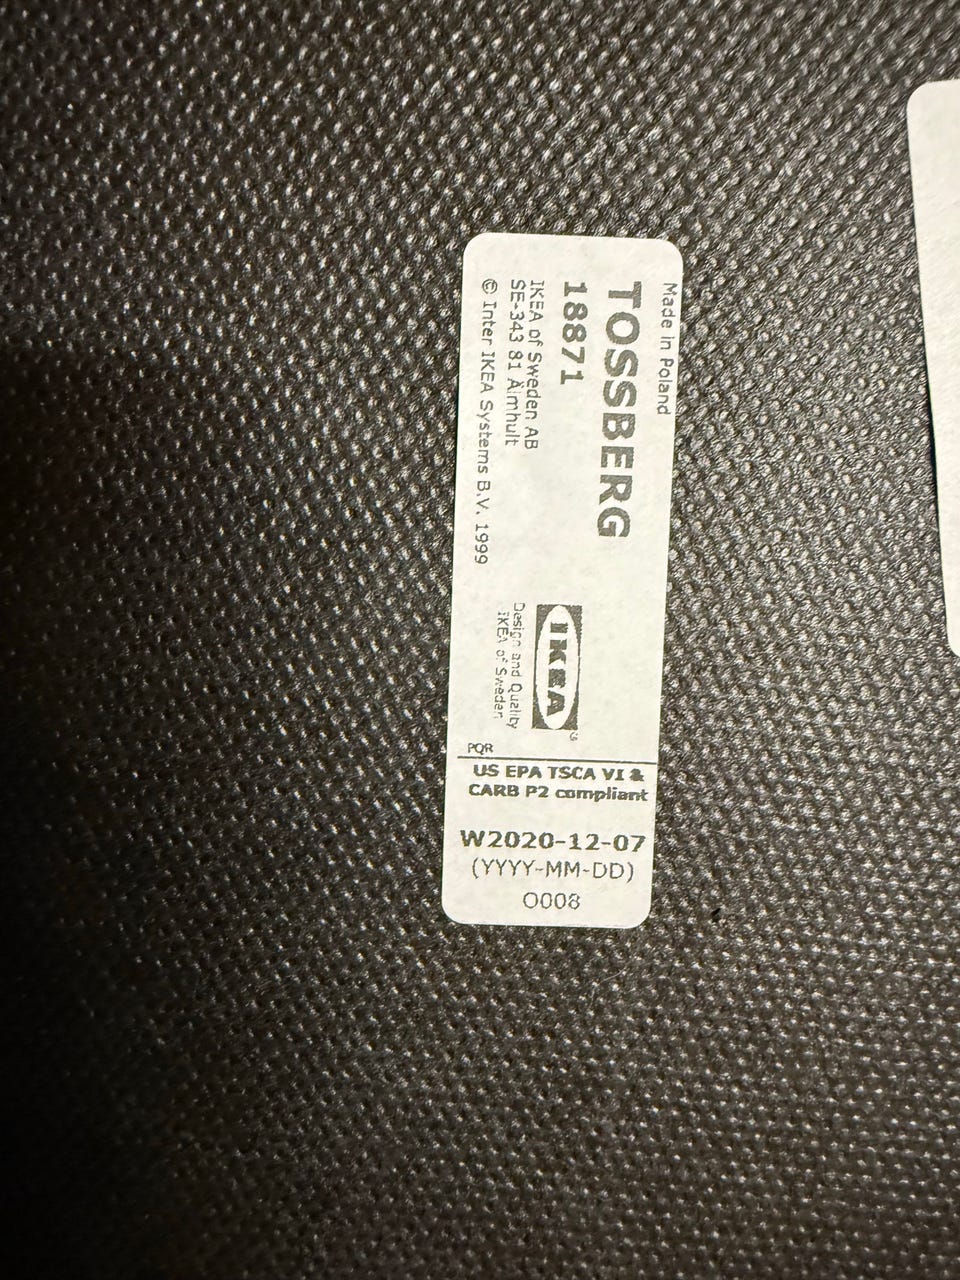 Made in Poland
TOSSBERG
18871
IKEA of Sweden AB
SE-343 81 Älmhult
© Inter IKEA Systems B.V. 1999
IKEA
Design and Quality
IKEA of Sweden
PQR
US EPA TSCA VI &
CARB P2 compliant
W2020-12-07
(YYYY-MM-DD)
O008